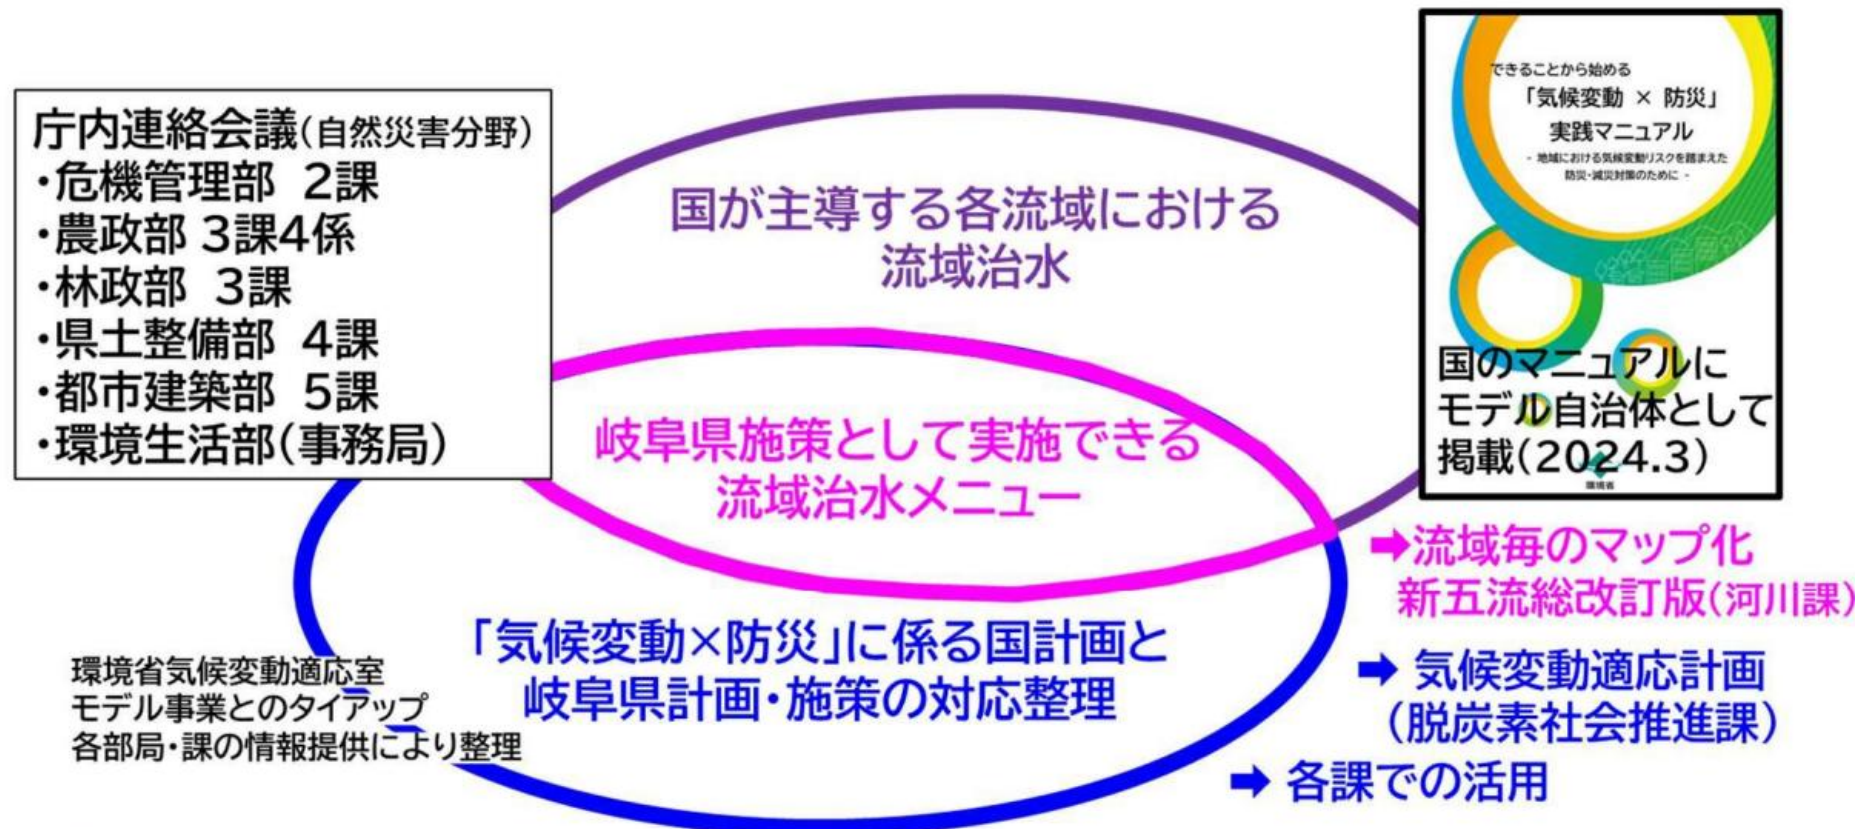 庁内連絡会議(自然災害分野)
・危機管理部 2課
・農政部 3課4係
・林政部 3課
・県土整備部 4課
・都市建築部 5課
・環境生活部(事務局)
国が主導する各流域における
流域治水
できることから始める
「気候変動 × 防災」
実践マニュアル
- 地域における気候変動リスクを踏まえた
防災・減災対策のために -
国のマニュアルに
モデル自治体として
掲載(2024.3)
環境省
岐阜県施策として実施できる
流域治水メニュー
➡流域毎のマップ化
新五流総改訂版(河川課)
「気候変動×防災」に係る国計画と
岐阜県計画・施策の対応整理
➡ 気候変動適応計画
(脱炭素社会推進課)
➡ 各課での活用
環境省気候変動適応室
モデル事業とのタイアップ
各部局・課の情報提供により整理